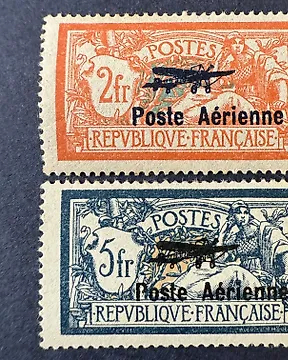 POSTES
2fr
Poste Aérienne
REPVBLIQVE·FRANÇAISE
POSTES
5fr
Poste Aérienne
REPVBLIQVE·FRANÇAISE